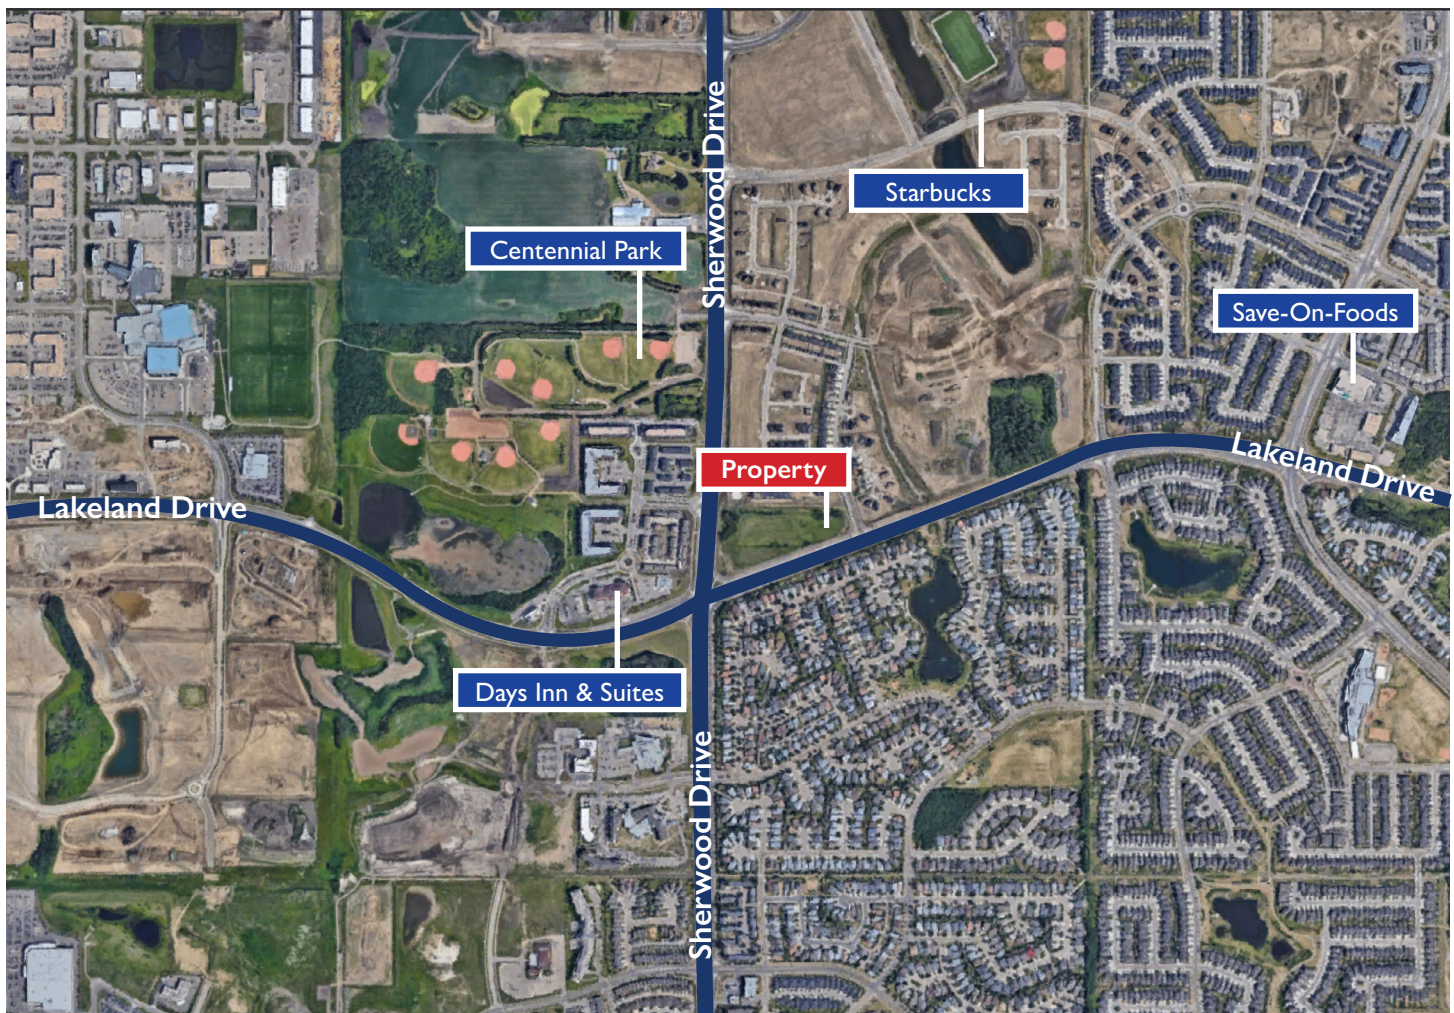 Sherwood Drive
Starbucks
Centennial Park
Save-On-Foods
Property
Lakeland Drive
Lakeland Drive
Days Inn & Suites
Sherwood Drive